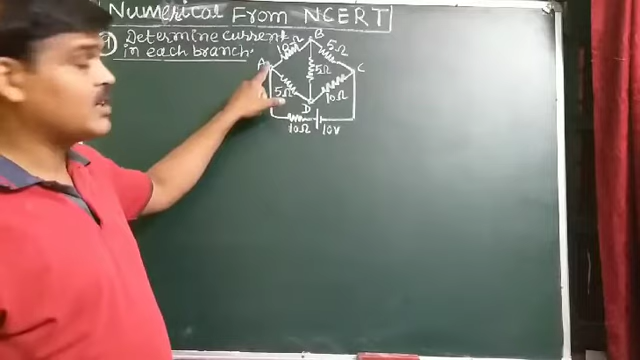 Numerical From NCERT
① Determine current
in each branch.
10Ω
B
5Ω
A
5Ω
C
5Ω
10Ω
D
10Ω
10V